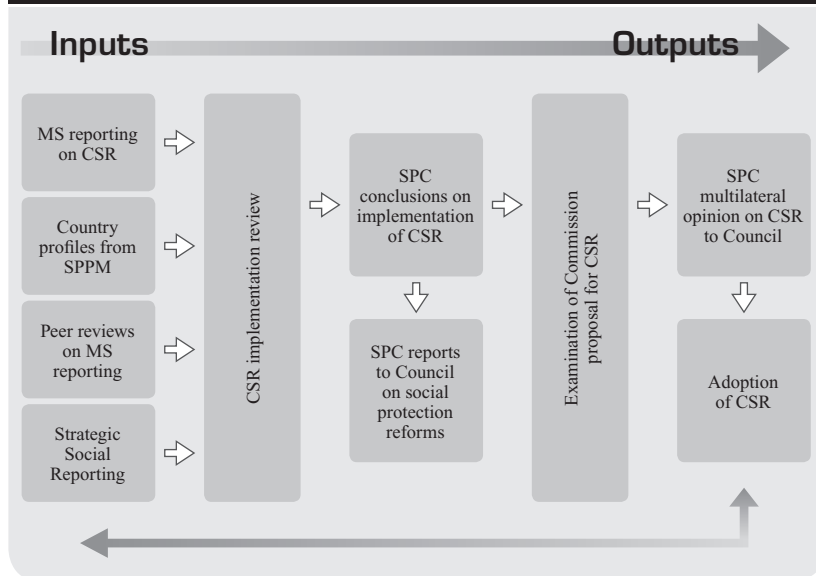 Inputs
Outputs
MS reporting
on CSR
Country
profiles from
SPPM
Peer reviews
on MS
reporting
Strategic
Social
Reporting
CSR implementation review
SPC
conclusions on
implementation
of CSR
SPC reports
to Council
on social
protection
reforms
Examination of Commission
proposal for CSR
SPC
multilateral
opinion on CSR
to Council
Adoption
of CSR